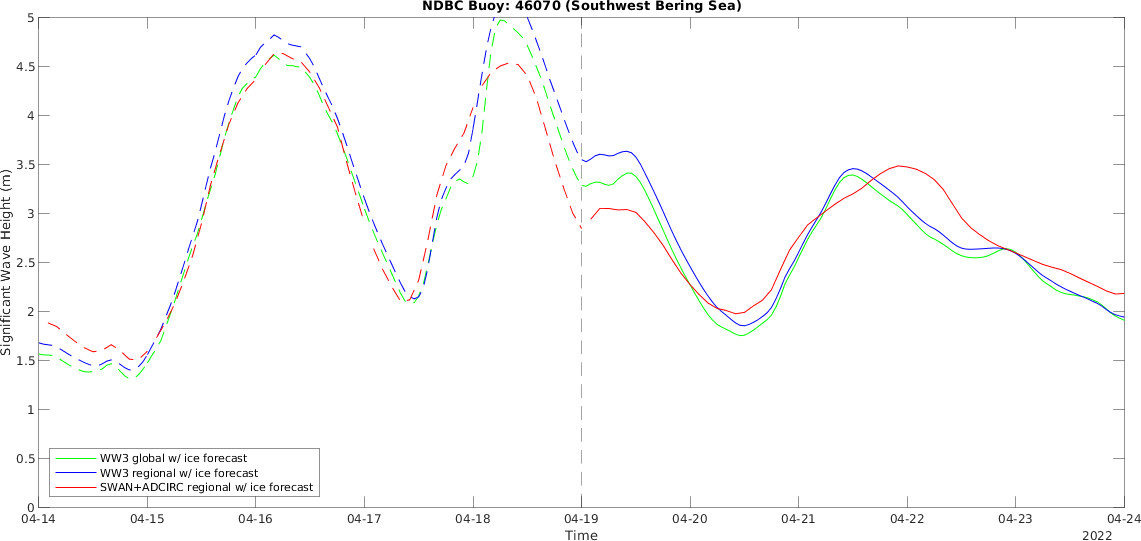 NDBC Buoy: 46070 (Southwest Bering Sea)
5
4.5
4
3.5
3
2.5
2
1.5
1
0.5
0
Significant Wave Height (m)
WW3 global w/ ice forecast
WW3 regional w/ ice forecast
SWAN+ADCIRC regional w/ ice forecast
04-14 04-15 04-16 04-17 04-18 04-19 04-20 04-21 04-22 04-23 04-24
Time
2022